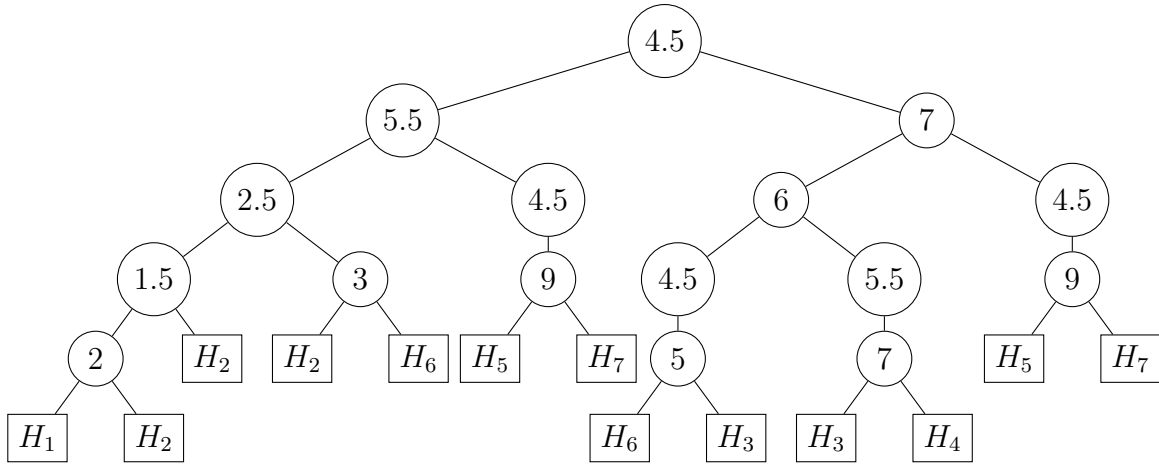 4.5
5.5 7
2.5 4.5 6 4.5
1.5 3 9 4.5 5.5 9
2 H₂ H₂ H₆ H₅ H₇ 5 7 H₅ H₇
H₁ H₂ H₆ H₃ H₃ H₄